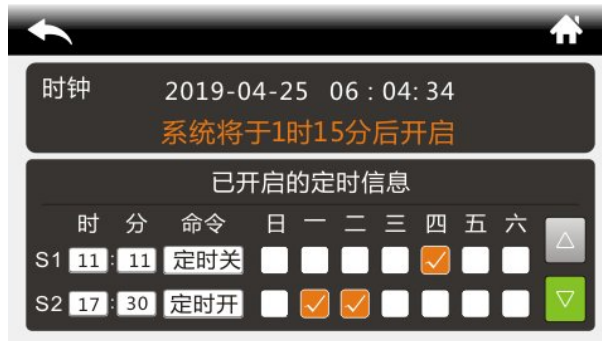 时钟 2019-04-25 06:04:34
系统将于1时15分后开启
已开启的定时信息
时 分 命令 日 一 二 三 四 五 六
S1 11:11 定时关
S2 17:30 定时开